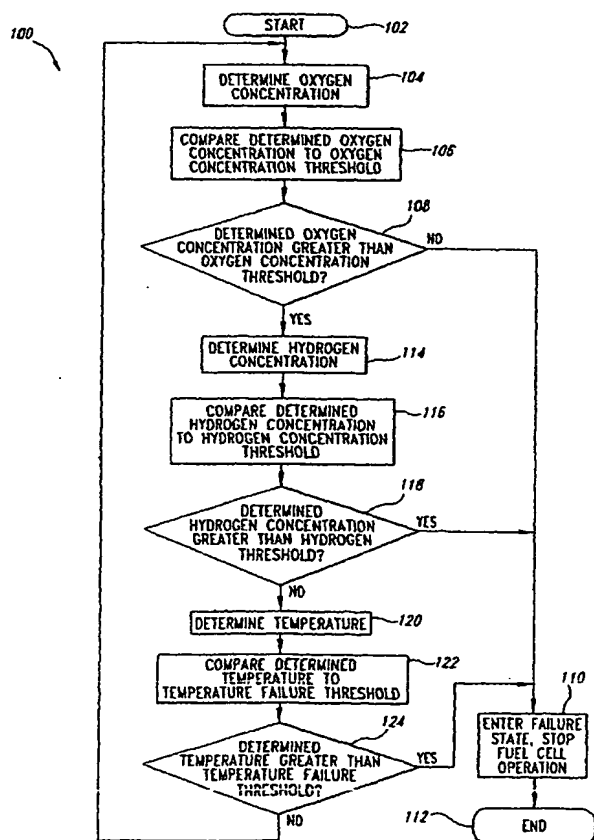 100
START
102
DETERMINE OXYGEN
CONCENTRATION
104
COMPARE DETERMINED OXYGEN
CONCENTRATION TO OXYGEN
CONCENTRATION THRESHOLD
106
108
DETERMINED OXYGEN
CONCENTRATION GREATER THAN
OXYGEN CONCENTRATION
THRESHOLD?
NO
YES
DETERMINE HYDROGEN
CONCENTRATION
114
COMPARE DETERMINED
HYDROGEN CONCENTRATION
TO HYDROGEN CONCENTRATION
THRESHOLD
116
118
DETERMINED
HYDROGEN CONCENTRATION
GREATER THAN HYDROGEN
THRESHOLD?
YES
NO
DETERMINE TEMPERATURE
120
COMPARE DETERMINED
TEMPERATURE TO
TEMPERATURE FAILURE THRESHOLD
122
124
DETERMINED
TEMPERATURE GREATER THAN
TEMPERATURE FAILURE
THRESHOLD?
YES
NO
110
ENTER FAILURE
STATE, STOP
FUEL CELL
OPERATION
112
END